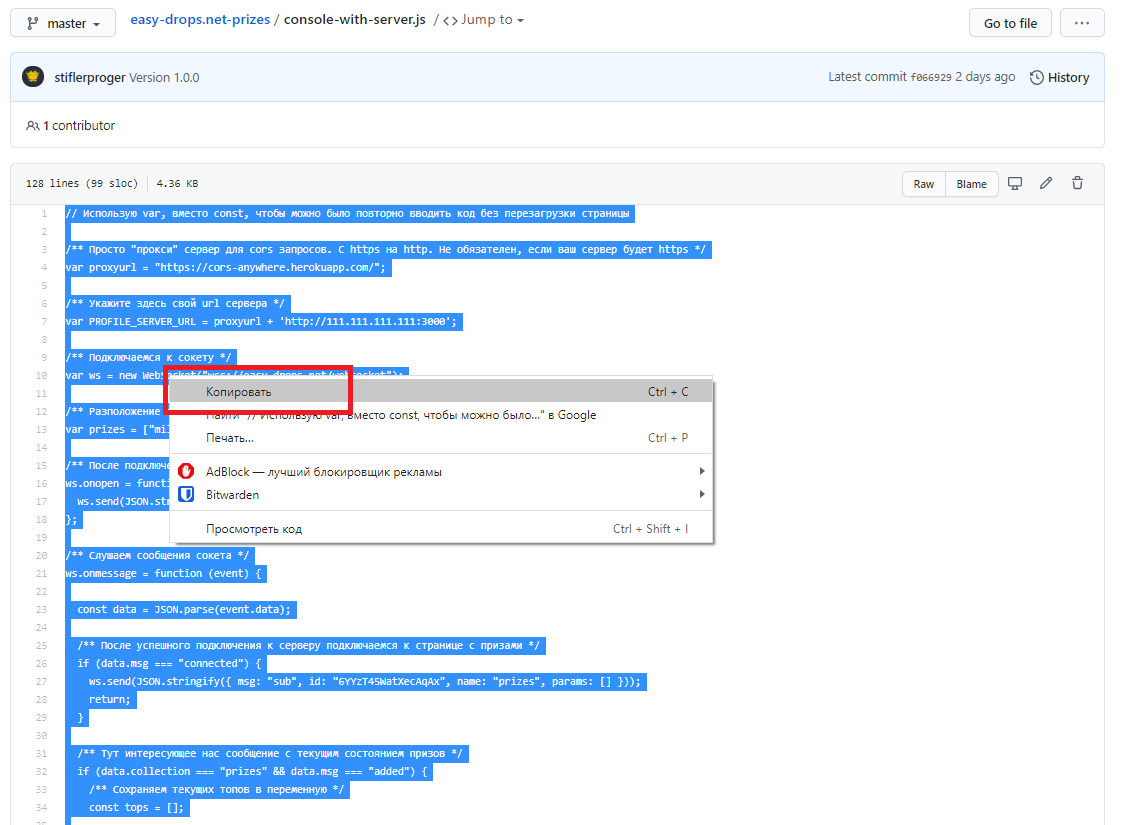 master
easy-drops.net-prizes / console-with-server.js / <> Jump to
Go to file
...
stiflerproger Version 1.0.0
Latest commit f066929 2 days ago
History
1 contributor
128 lines (99 sloc)
4.36 KB
Raw
Blame
1 // Использую var, вместо const, чтобы можно было повторно вводить код без перезагрузки страницы
2
3 /** Просто "прокси" сервер для cors запросов. С https на http. Не обязателен, если ваш сервер будет https */
4 var proxyurl = "https://cors-anywhere.herokuapp.com/";
5
6 /** Укажите здесь свой url сервера */
7 var PROFILE_SERVER_URL = proxyurl + 'http://111.111.111.111:3000';
8
9 /** Подключаемся к сокету */
10 var ws = new WebSocket("wss://easy-drops.net/websocket");
11
12 /** Разположение
13 var prizes = ["mi
14
15 /** После подключе
16 ws.onopen = functi
17 ws.send(JSON.str
18 };
19
20 /** Слушаем сообщения сокета */
21 ws.onmessage = function (event) {
22
23 const data = JSON.parse(event.data);
24
25 /** После успешного подключения к серверу подключаемся к странице с призами */
26 if (data.msg === "connected") {
27 ws.send(JSON.stringify({ msg: "sub", id: "6YYzT45WatXecAqAx", name: "prizes", params: [] }));
28 return;
29 }
30
31 /** Тут интересующее нас сообщение с текущим состоянием призов */
32 if (data.collection === "prizes" && data.msg === "added") {
33 /** Сохраняем текущих топов в переменную */
34 const tops = [];
Копировать Ctrl + C
Найти "// Использую var, вместо const, чтобы можно было..." в Google
Печать... Ctrl + P
AdBlock — лучший блокировщик рекламы
Bitwarden
Просмотреть код Ctrl + Shift + I